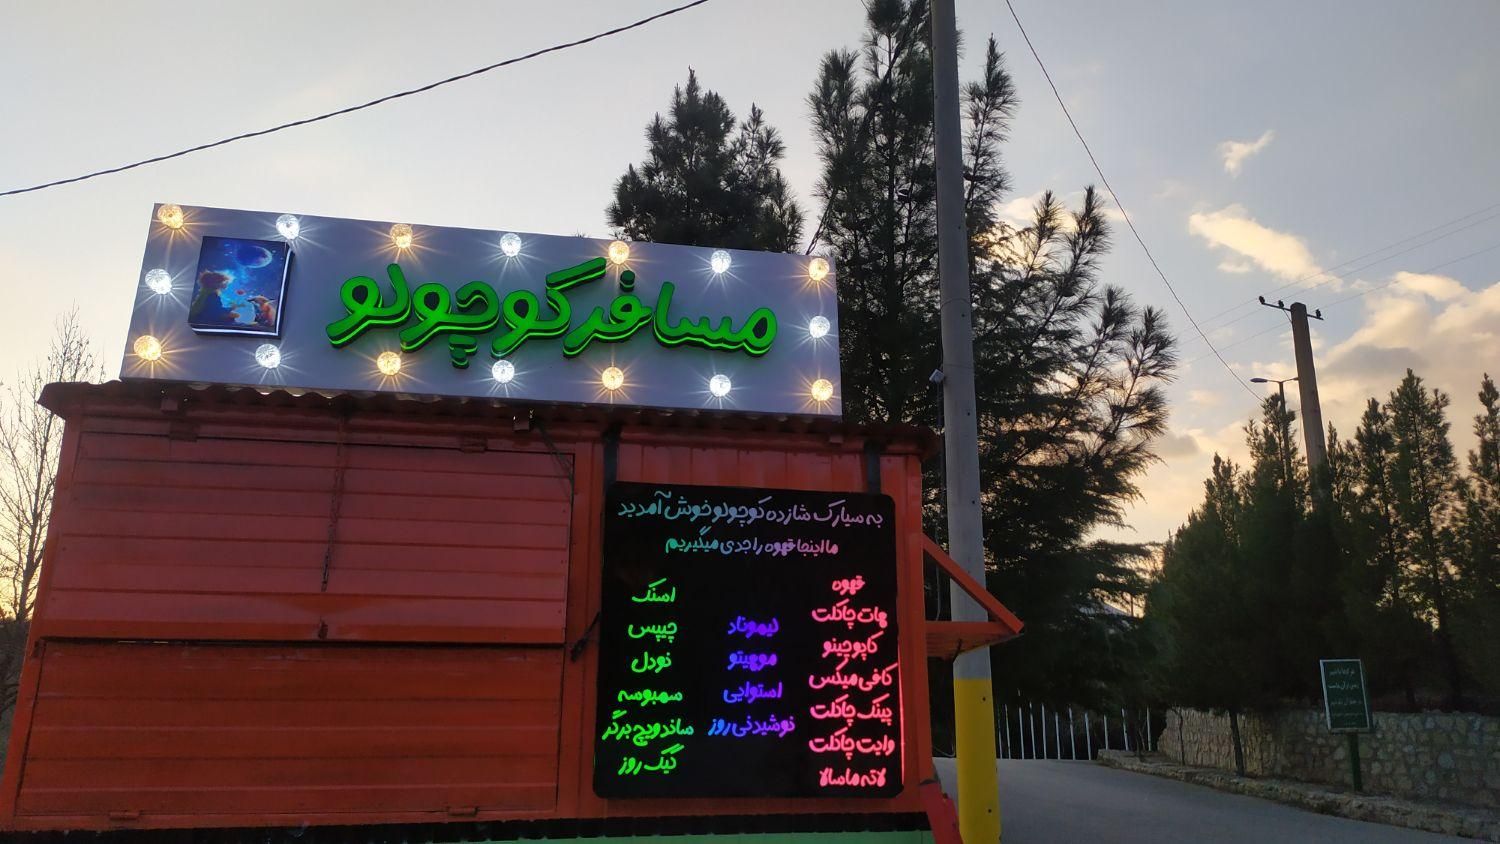 مسافر کوچولو
به سیارک شازده کوچولو خوش آمدید
ما اینجا قهوه را جدی میگیریم
قهوه
هات چاکلت
کاپوچینو
کافی میکس
پینک چاکلت
وایت چاکلت
لاته ماسالا
لیموناد
موهیتو
استوایی
نوشیدنی روز
اسنک
چیپس
نودل
سمبوسه
ساندویچ برگر
کیک روز